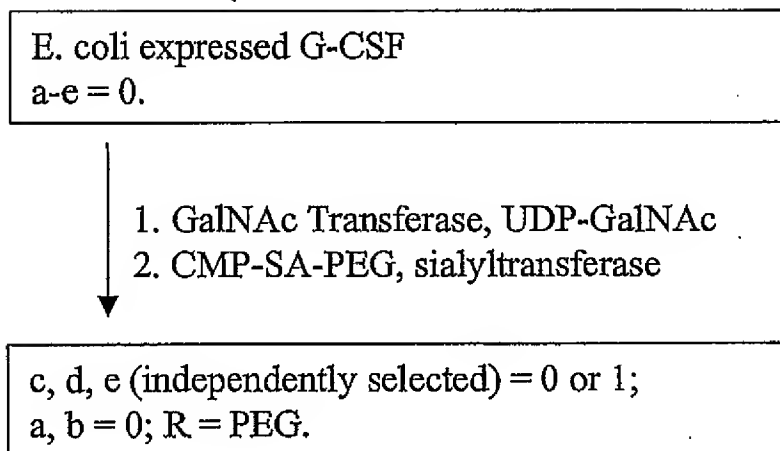 E. coli expressed G-CSF
a-e = 0.
1. GalNAc Transferase, UDP-GalNAc
2. CMP-SA-PEG, sialyltransferase
c, d, e (independently selected) = 0 or 1;
a, b = 0; R = PEG.